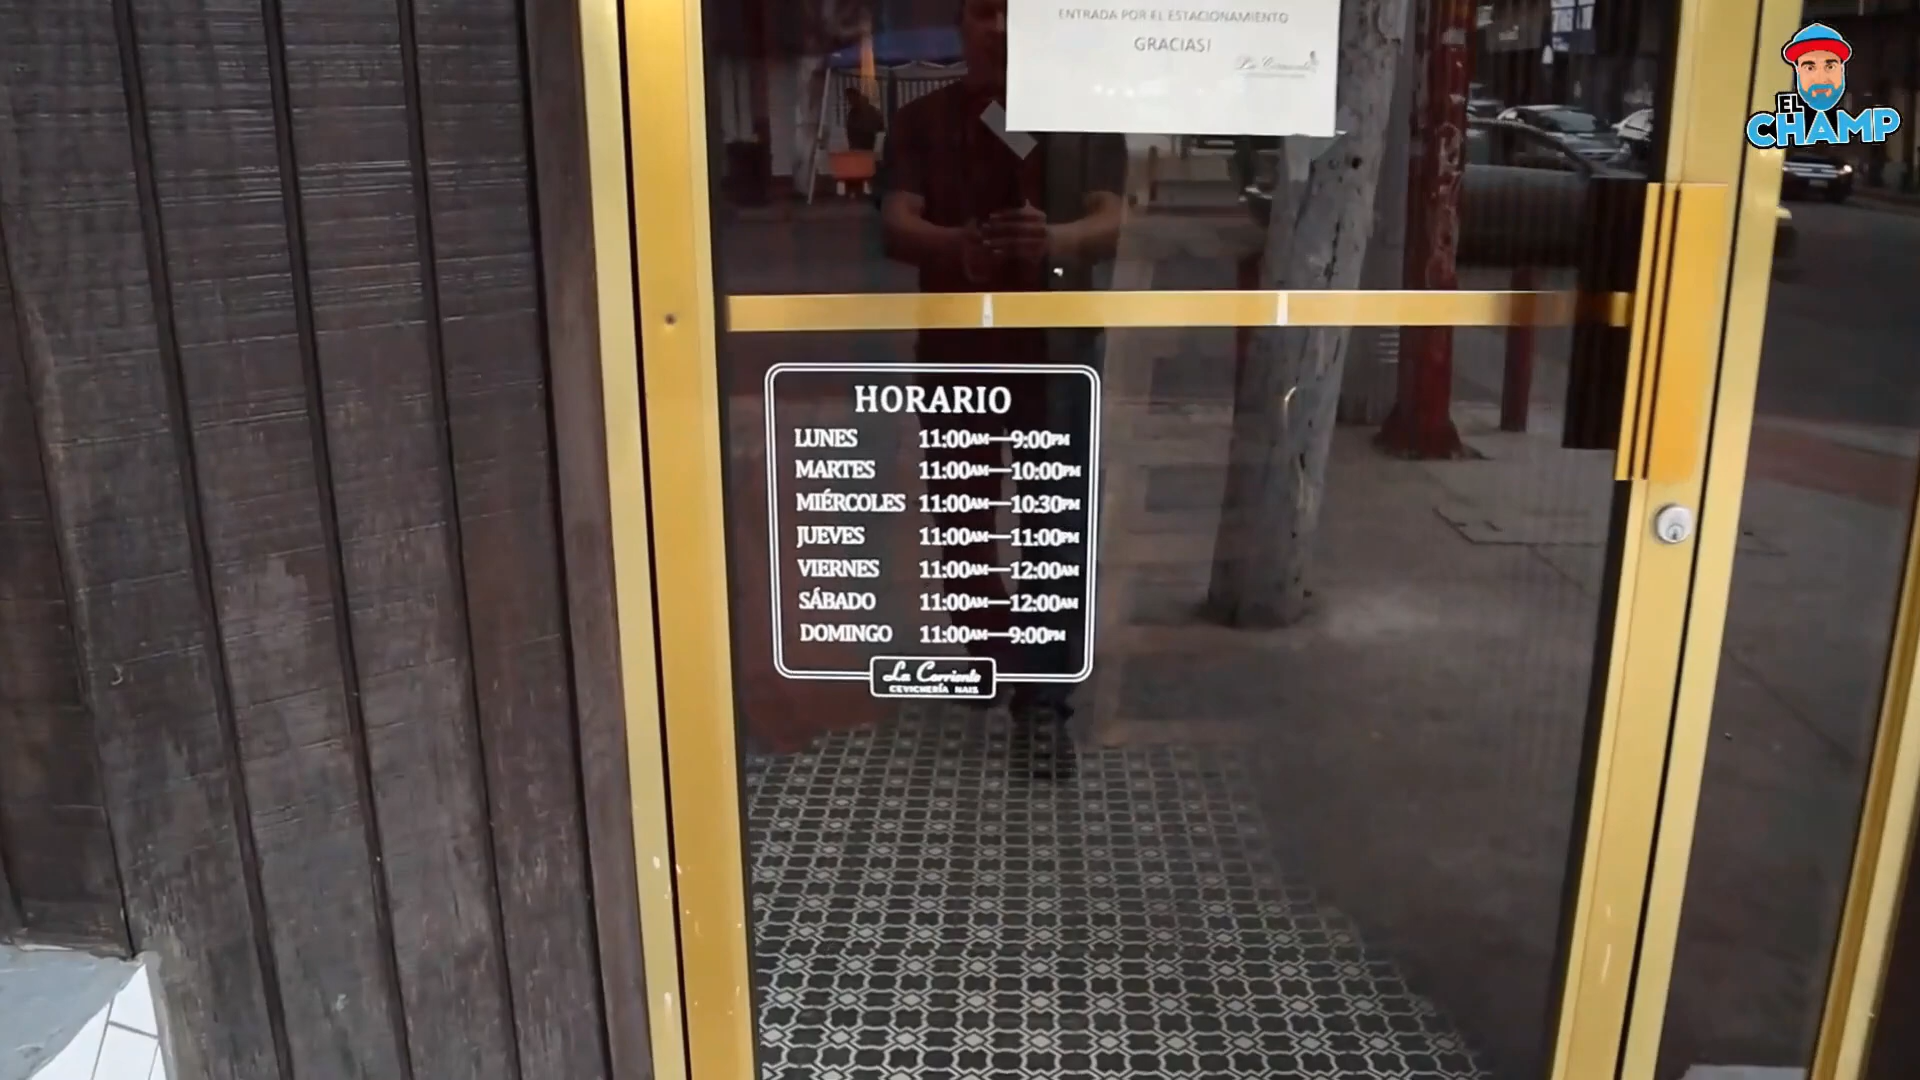 ENTRADA POR EL ESTACIONAMIENTO
GRACIAS!
La Corriente
EL
CHAMP
HORARIO
LUNES 11:00AM—9:00PM
MARTES 11:00AM—10:00PM
MIÉRCOLES 11:00AM—10:30PM
JUEVES 11:00AM—11:00PM
VIERNES 11:00AM—12:00AM
SÁBADO 11:00AM—12:00AM
DOMINGO 11:00AM—9:00PM
La Corriente
CEVICHERÍA NAIS